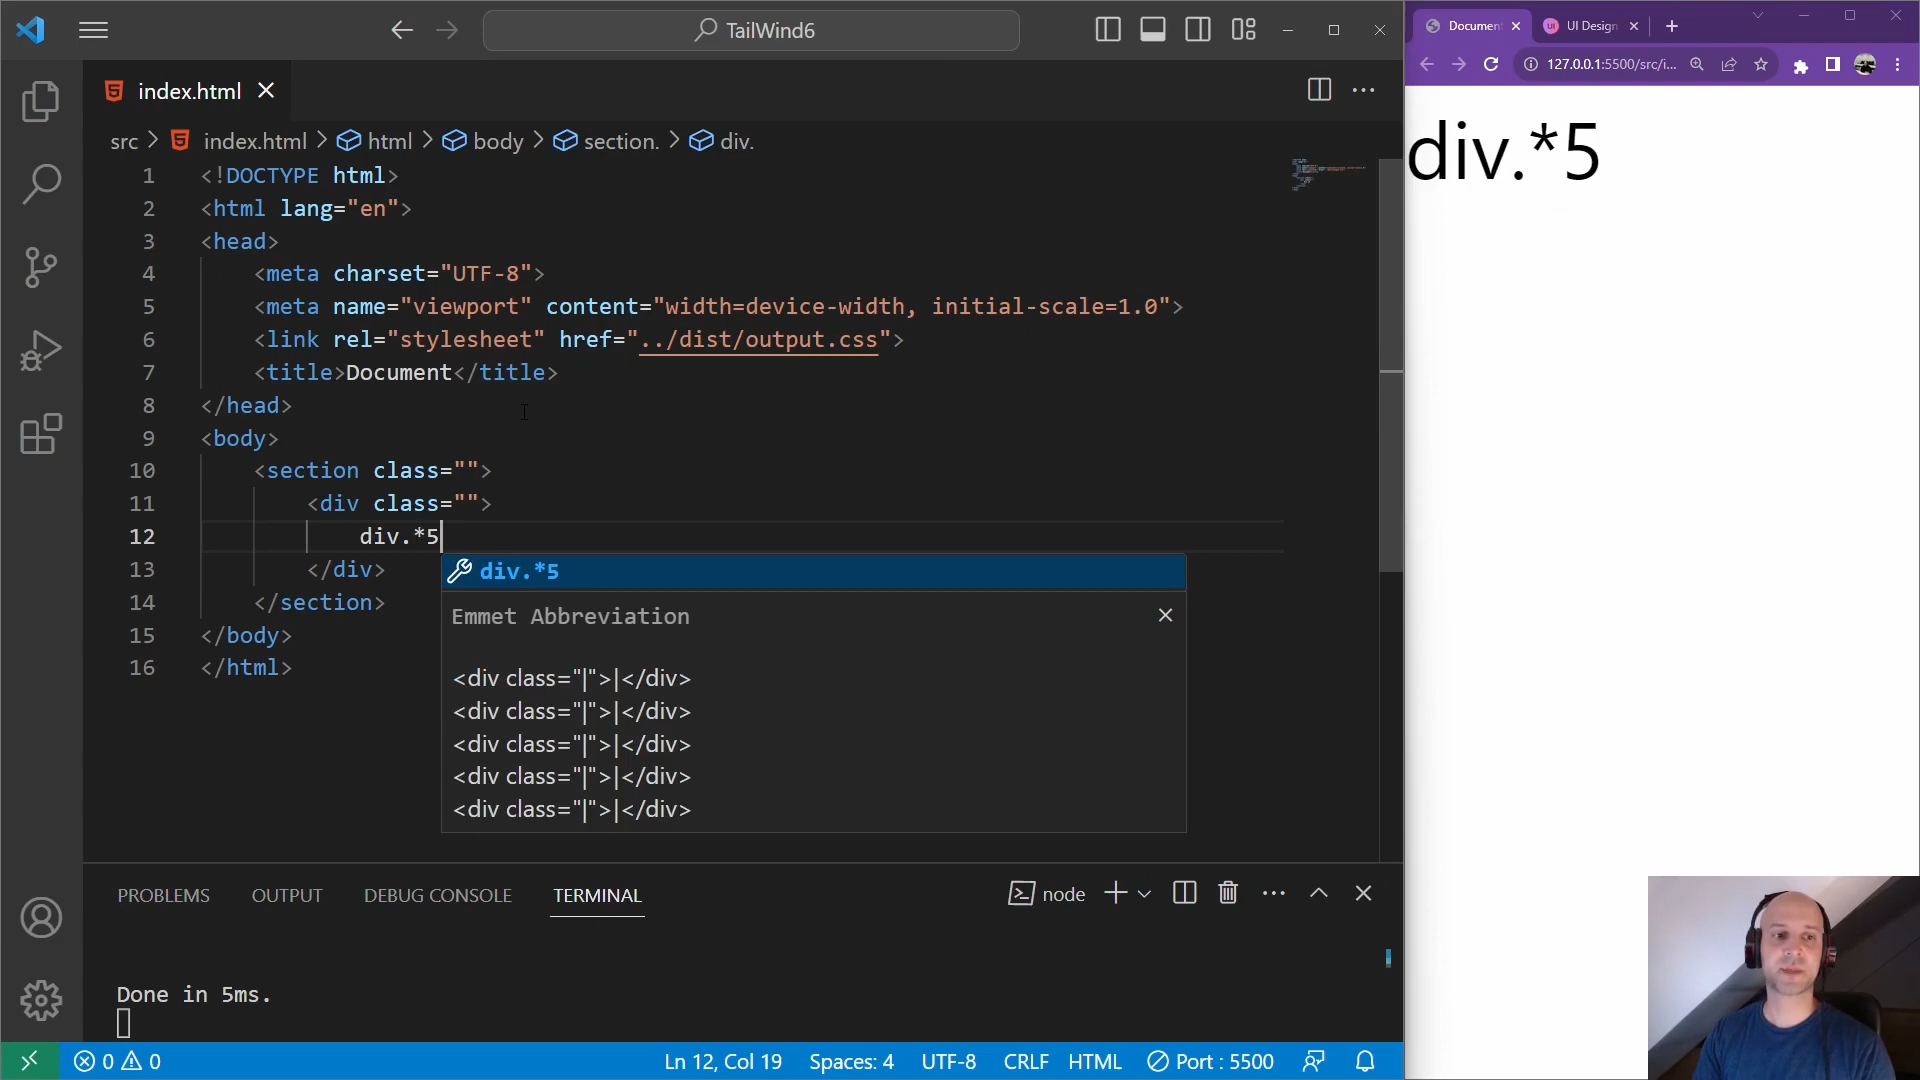 TailWind6
Document
UI Design
127.0.0.1:5500/src/i...
index.html
src > index.html > html > body > section. > div.
1 <!DOCTYPE html>
2 <html lang="en">
3 <head>
4 <meta charset="UTF-8">
5 <meta name="viewport" content="width=device-width, initial-scale=1.0">
6 <link rel="stylesheet" href="../dist/output.css">
7 <title>Document</title>
8 </head>
9 <body>
10 <section class="">
11 <div class="">
12 div.*5
13 </div>
14 </section>
15 </body>
16 </html>
div.*5
Emmet Abbreviation
<div class="|">|</div>
<div class="|">|</div>
<div class="|">|</div>
<div class="|">|</div>
<div class="|">|</div>
div.*5
PROBLEMS OUTPUT DEBUG CONSOLE TERMINAL
node
Done in 5ms.
0 0
Ln 12, Col 19 Spaces: 4 UTF-8 CRLF HTML Port : 5500